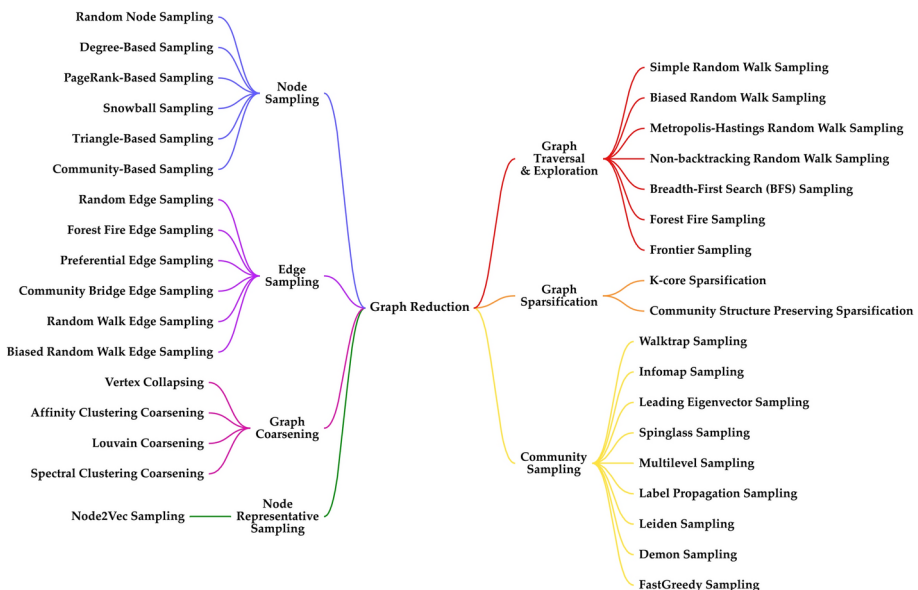 Random Node Sampling
Degree-Based Sampling
PageRank-Based Sampling
Snowball Sampling
Triangle-Based Sampling
Community-Based Sampling
Node
Sampling
Random Edge Sampling
Forest Fire Edge Sampling
Preferential Edge Sampling
Community Bridge Edge Sampling
Random Walk Edge Sampling
Biased Random Walk Edge Sampling
Edge
Sampling
Vertex Collapsing
Affinity Clustering Coarsening
Louvain Coarsening
Spectral Clustering Coarsening
Graph
Coarsening
Node2Vec Sampling
Node
Representative
Sampling
Graph Reduction
Graph
Traversal
& Exploration
Simple Random Walk Sampling
Biased Random Walk Sampling
Metropolis-Hastings Random Walk Sampling
Non-backtracking Random Walk Sampling
Breadth-First Search (BFS) Sampling
Forest Fire Sampling
Frontier Sampling
Graph
Sparsification
K-core Sparsification
Community Structure Preserving Sparsification
Community
Sampling
Walktrap Sampling
Infomap Sampling
Leading Eigenvector Sampling
Spinglass Sampling
Multilevel Sampling
Label Propagation Sampling
Leiden Sampling
Demon Sampling
FastGreedy Sampling